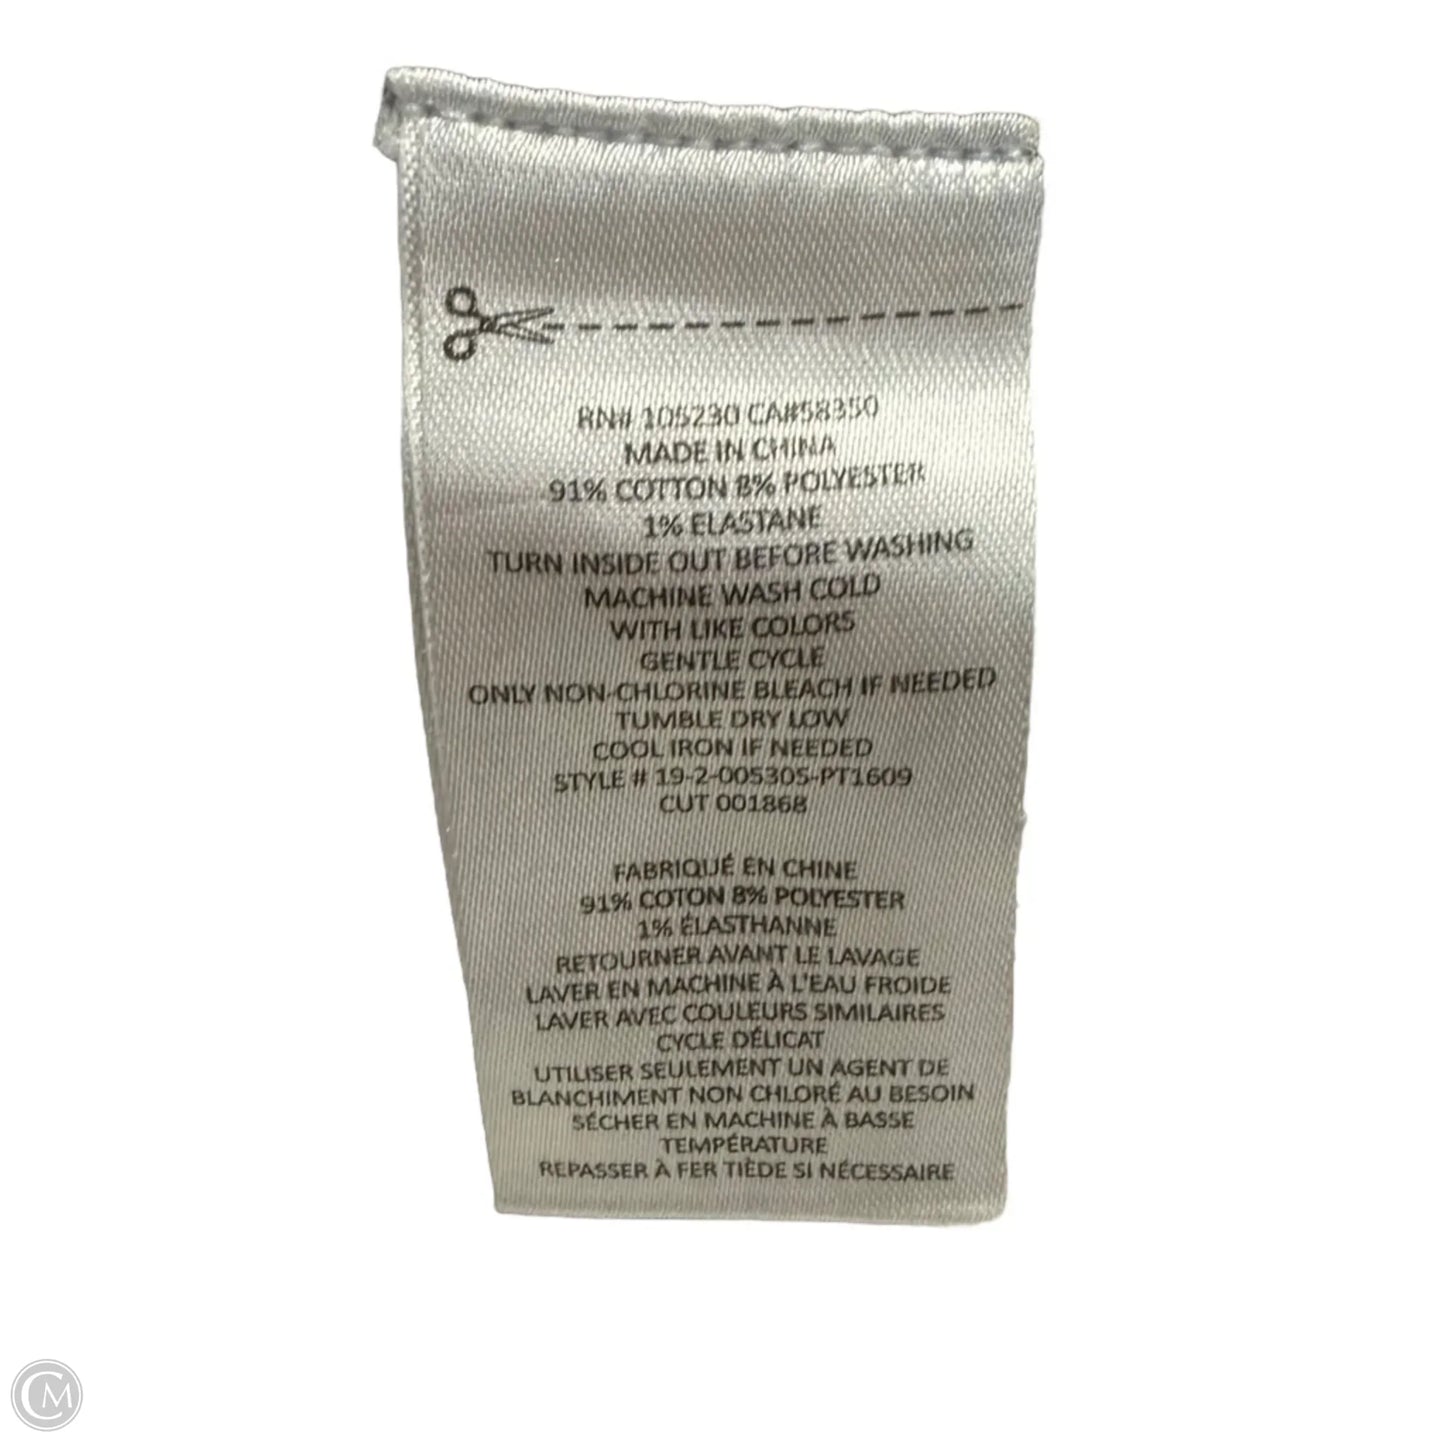 RN# 105230 CA#58350
MADE IN CHINA
91% COTTON 8% POLYESTER
1% ELASTANE
TURN INSIDE OUT BEFORE WASHING
MACHINE WASH COLD
WITH LIKE COLORS
GENTLE CYCLE
ONLY NON-CHLORINE BLEACH IF NEEDED
TUMBLE DRY LOW
COOL IRON IF NEEDED
STYLE # 19-2-005305-PT1609
CUT 001868
FABRIQUÉ EN CHINE
91% COTON 8% POLYESTER
1% ÉLASTHANNE
RETOURNER AVANT LE LAVAGE
LAVER EN MACHINE À L'EAU FROIDE
LAVER AVEC COULEURS SIMILAIRES
CYCLE DÉLICAT
UTILISER SEULEMENT UN AGENT DE
BLANCHIMENT NON CHLORÉ AU BESOIN
SÉCHER EN MACHINE À BASSE
TEMPÉRATURE
REPASSER À FER TIÈDE SI NÉCESSAIRE
CM